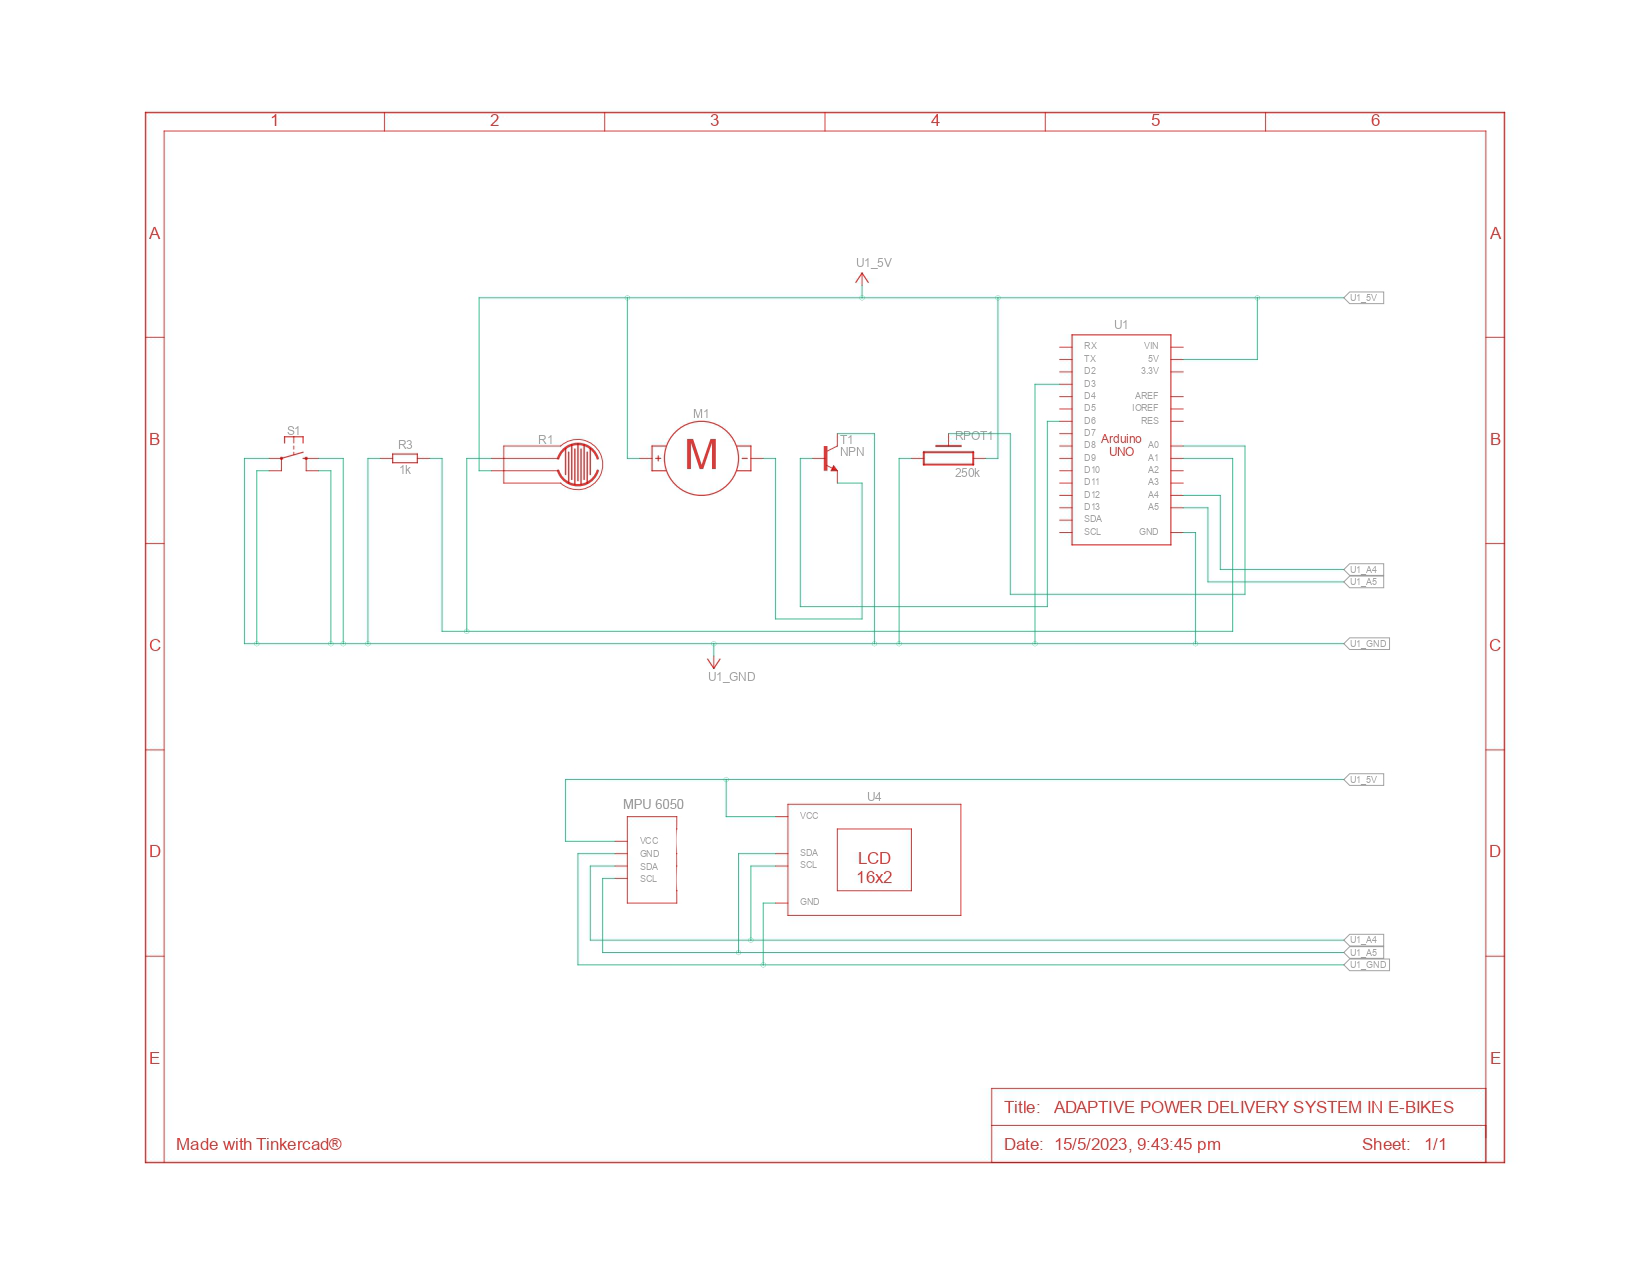 1 2 3 4 5 6
A A
U1_5V
U1_5V
U1
B B
S1
R3
1k
R1
M1
+ M -
T1
NPN
RPOT1
250k
RX VIN
TX 5V
D2 3.3V
D3
D4 AREF
D5 IOREF
D6 RES
D7
Arduino
UNO
D8 A0
D9 A1
D10 A2
D11 A3
D12 A4
D13 A5
SDA
SCL GND
U1_A4
U1_A5
C C
U1_GND
U1_GND
U1_5V
MPU 6050
VCC
GND
SDA
SCL
U4
VCC
SDA
SCL
GND
LCD
16x2
D D
U1_A4
U1_A5
U1_GND
E E
Title: ADAPTIVE POWER DELIVERY SYSTEM IN E-BIKES
Made with Tinkercad®
Date: 15/5/2023, 9:43:45 pm Sheet: 1/1